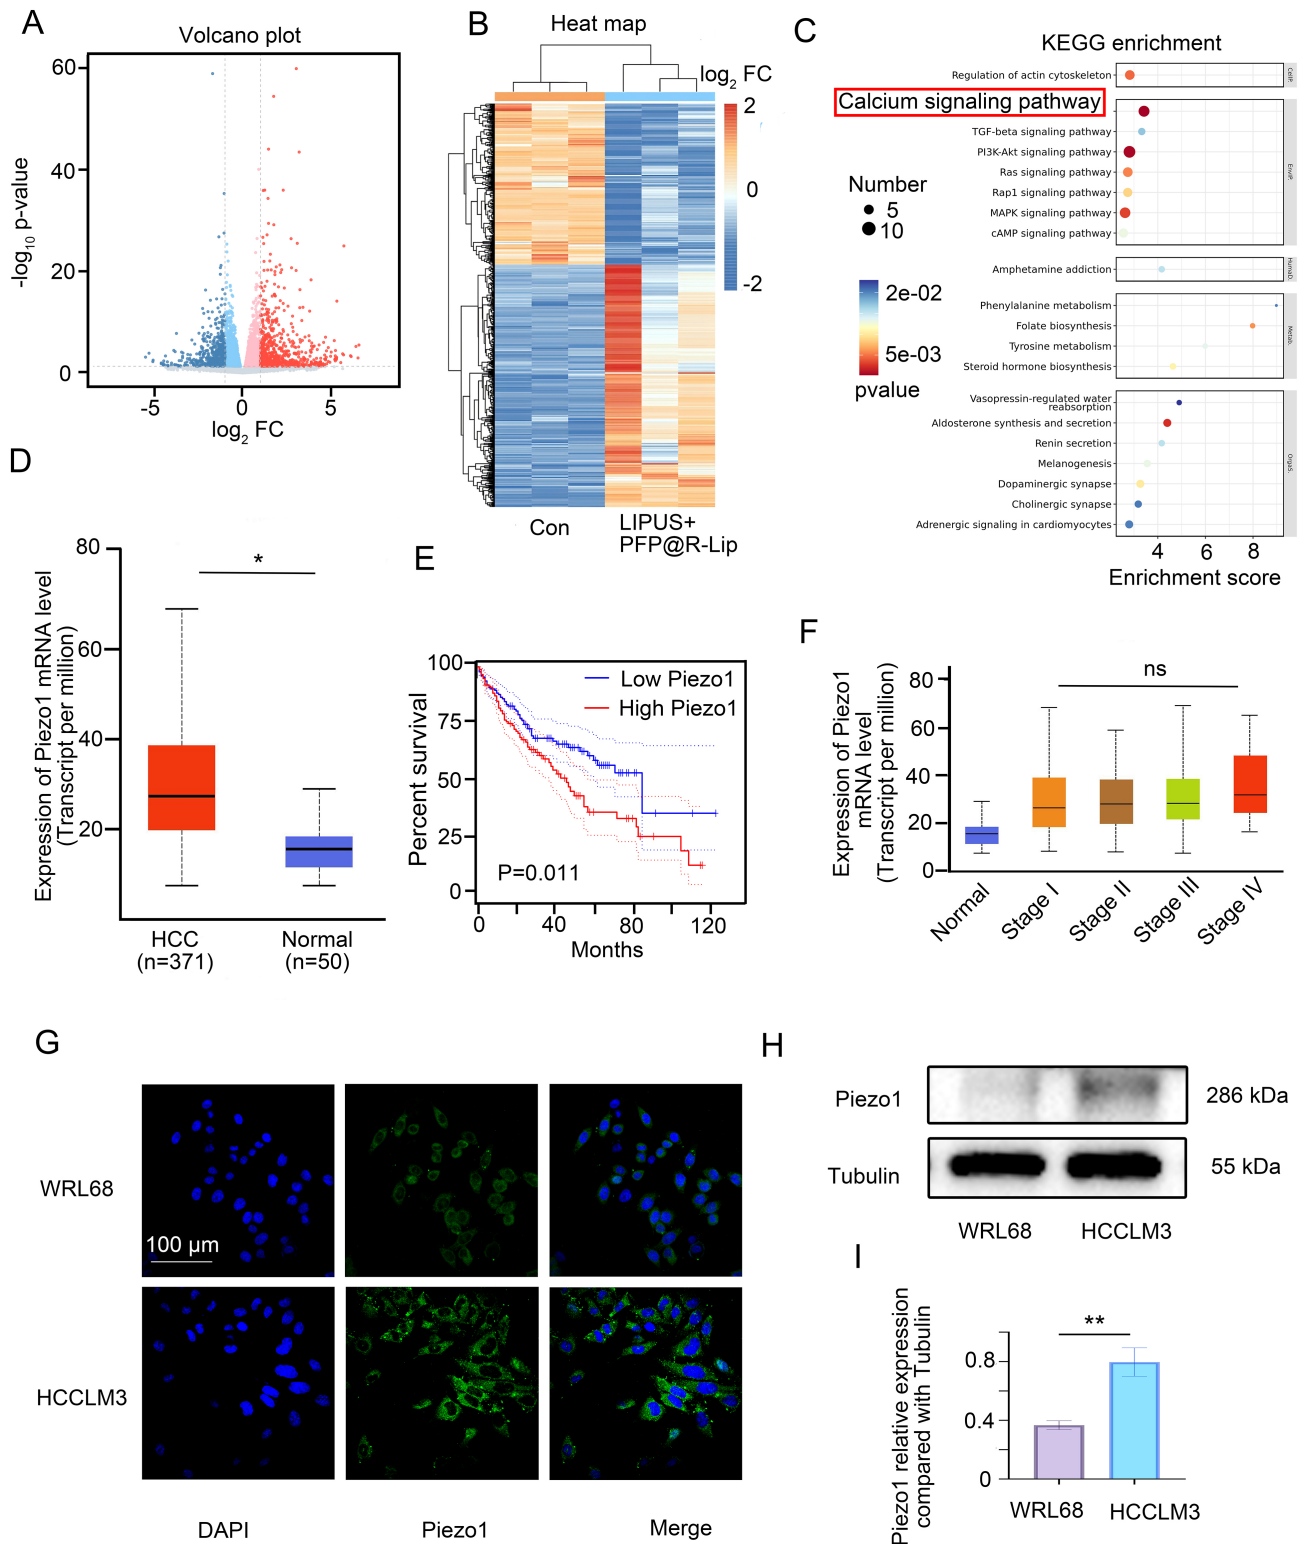 A
Volcano plot
-log10 p-value
60
40
20
0
-5
0
5
log2 FC
B
Heat map
log2 FC
2
0
-2
Con
LIPUS+
PFP@R-Lip
C
KEGG enrichment
Regulation of actin cytoskeleton
Calcium signaling pathway
TGF-beta signaling pathway
PI3K-Akt signaling pathway
Ras signaling pathway
Rap1 signaling pathway
MAPK signaling pathway
cAMP signaling pathway
Amphetamine addiction
Phenylalanine metabolism
Folate biosynthesis
Tyrosine metabolism
Steroid hormone biosynthesis
Vasopressin-regulated water
reabsorption
Aldosterone synthesis and secretion
Renin secretion
Melanogenesis
Dopaminergic synapse
Cholinergic synapse
Adrenergic signaling in cardiomyocytes
CellP.
EnvIP.
HumaD.
Metab.
OrgaS.
Number
5
10
2e-02
5e-03
pvalue
4
6
8
Enrichment score
D
Expression of Piezo1 mRNA level
(Transcript per million)
80
60
40
20
*
HCC
(n=371)
Normal
(n=50)
E
Percent survival
100
75
50
25
0
Low Piezo1
High Piezo1
P=0.011
0
40
80
120
Months
F
Expression of Piezo1
mRNA level
(Transcript per million)
80
60
40
20
0
ns
Normal
Stage I
Stage II
Stage III
Stage IV
G
WRL68
100 µm
HCCLM3
DAPI
Piezo1
Merge
H
Piezo1
286 kDa
Tubulin
55 kDa
WRL68
HCCLM3
I
Piezo1 relative expression
compared with Tubulin
0.8
0.4
0
**
WRL68
HCCLM3